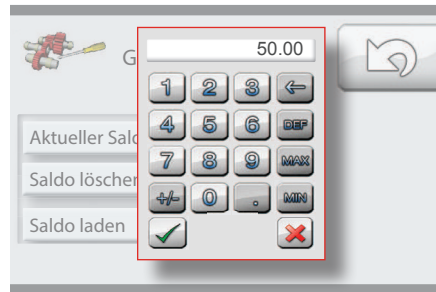 G
50.00
1 2 3 ←
4 5 6 DEF
7 8 9 MAX
+/- 0 . MIN
Aktueller Sald
Saldo löschen
Saldo laden